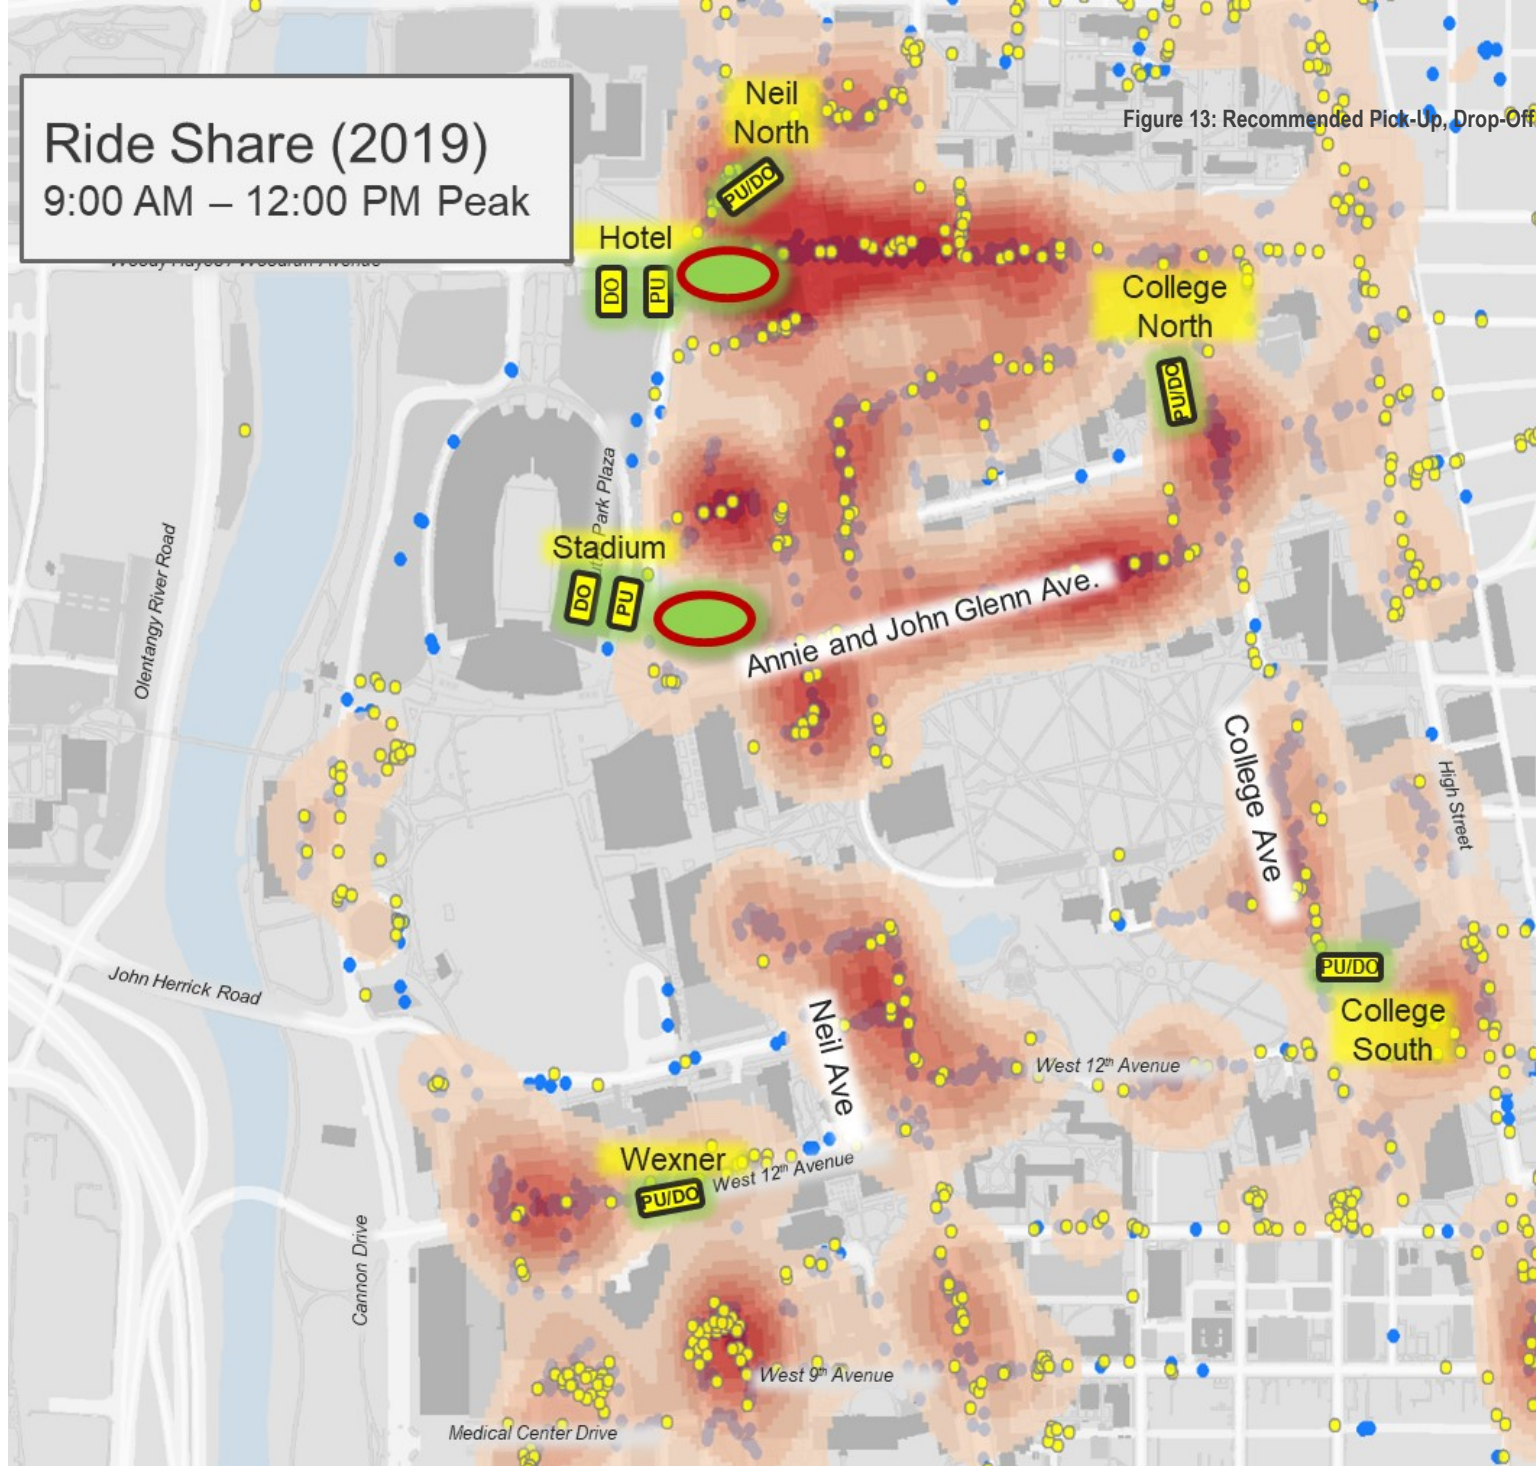 Ride Share (2019)
9:00 AM – 12:00 PM Peak
Neil
North
Figure 13: Recommended Pick-Up, Drop-Off
PU/DO
Hotel
DO
PU
College
North
PU/DO
Park Plaza
Stadium
DO
PU
Olentangy River Road
Annie and John Glenn Ave.
College Ave
High Street
John Herrick Road
PU/DO
College
South
Neil Ave
West 12th Avenue
Wexner
PU/DO
West 12th Avenue
Cannon Drive
West 9th Avenue
Medical Center Drive